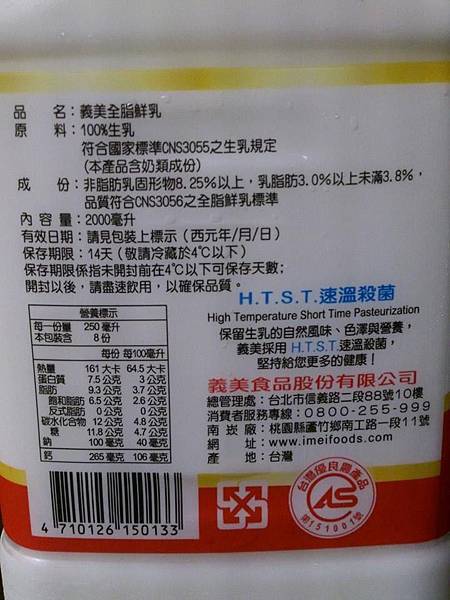 品　　名：義美全脂鮮乳
原　　料：100%生乳
符合國家標準CNS3055之生乳規定
(本產品含奶類成份)
成　　份：非脂肪乳固形物8.25%以上，乳脂肪3.0%以上未滿3.8%，
品質符合CNS3056之全脂鮮乳標準
內 容 量：2000毫升
有效日期：請見包裝上標示（西元年/月/日）
保存期限：14天（敬請冷藏於4℃以下）
保存期限係指未開封前在4℃以下可保存天數;
開封以後，請盡速飲用，以確保品質。
H.T.S.T.速溫殺菌
High Temperature Short Time Pasteurization
保留生乳的自然風味、色澤與營養，
義美採用 H.T.S.T.速溫殺菌，
堅持給您更多的健康！
營養標示
每一份量 250 毫升
本包裝含 8份
每份 每100毫升
熱量 161 大卡 64.5 大卡
蛋白質 7.5 公克 3 公克
脂肪 9.3 公克 3.7 公克
飽和脂肪 6.5 公克 2.6 公克
反式脂肪 0 公克 0 公克
碳水化合物 12 公克 4.8 公克
糖 11.8 公克 4.7 公克
鈉 100 毫克 40 毫克
鈣 265 毫克 106 毫克
義美食品股份有限公司
總管理處：台北市信義路二段88號10樓
消費者服務專線：0800-255-999
南 崁 廠：桃園縣蘆竹鄉南工路一段11號
網　　址：www.imeifoods.com
產　　地：台灣
4 710126 150133
台灣優良農產品
CAS
第151001號